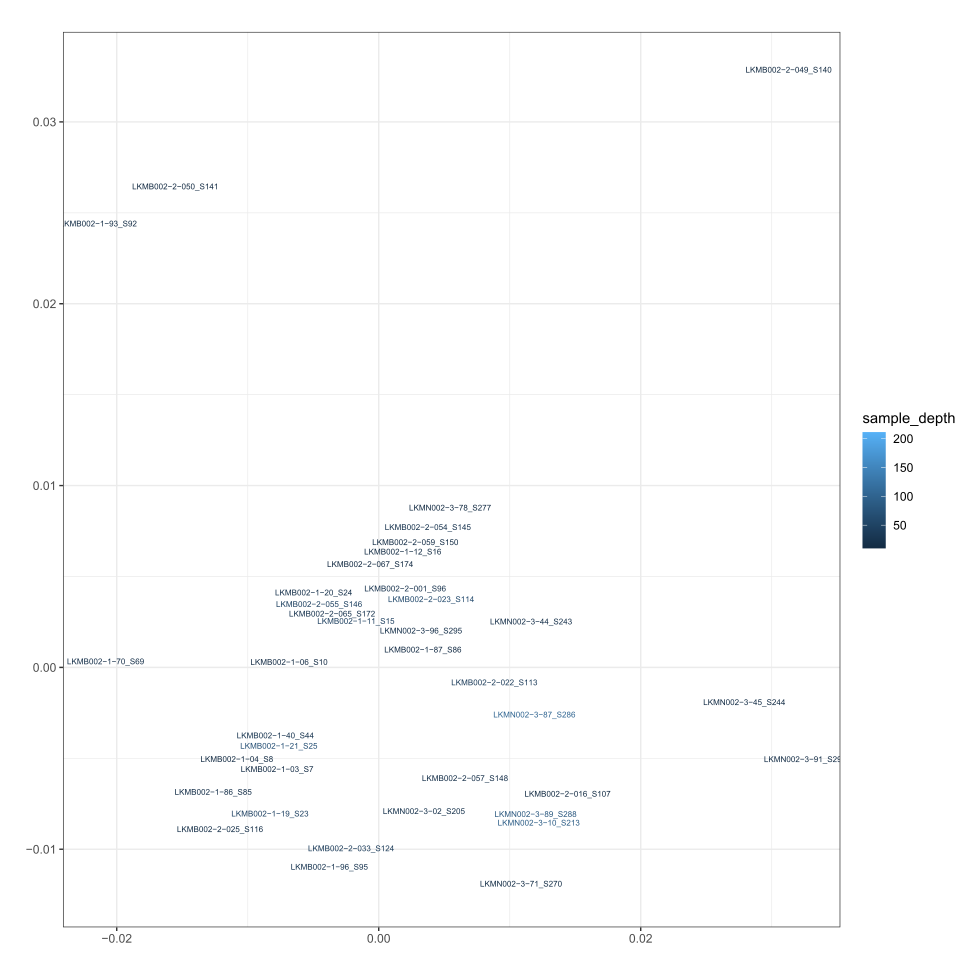 LKMB002−2−049_S140
0.03
LKMB002−2−050_S141
KMB002−1−93_S92
0.02
sample_depth
200
150
100
50
0.01
LKMN002−3−78_S277
LKMB002−2−054_S145
LKMB002−2−059_S150
LKMB002−1−12_S16
LKMB002−2−067_S174
LKMB002−2−001_S96
LKMB002−1−20_S24
LKMB002−2−023_S114
LKMB002−2−055_S146
LKMB002−2−065_S172
LKMB002−1−11_S15
LKMN002−3−44_S243
LKMN002−3−96_S295
LKMB002−1−87_S86
0.00
LKMB002−1−70_S69
LKMB002−1−06_S10
LKMB002−2−022_S113
LKMN002−3−45_S244
LKMN002−3−87_S286
LKMB002−1−40_S44
LKMB002−1−21_S25
LKMB002−1−04_S8
LKMN002−3−91_S29
LKMB002−1−03_S7
LKMB002−2−057_S148
LKMB002−1−86_S85
LKMB002−2−016_S107
LKMN002−3−02_S205
LKMB002−1−19_S23
LKMN002−3−89_S288
LKMN002−3−10_S213
LKMB002−2−025_S116
−0.01
LKMB002−2−033_S124
LKMB002−1−96_S95
LKMN002−3−71_S270
−0.02
0.00
0.02